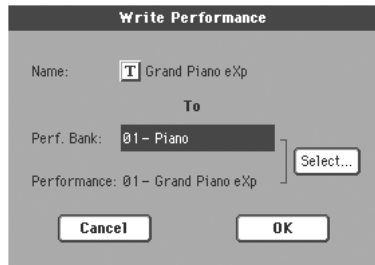 Write Performance
Name: T Grand Piano eXp
To
Perf. Bank: 01- Piano
Select...
Performance: 01- Grand Piano eXp
Cancel OK